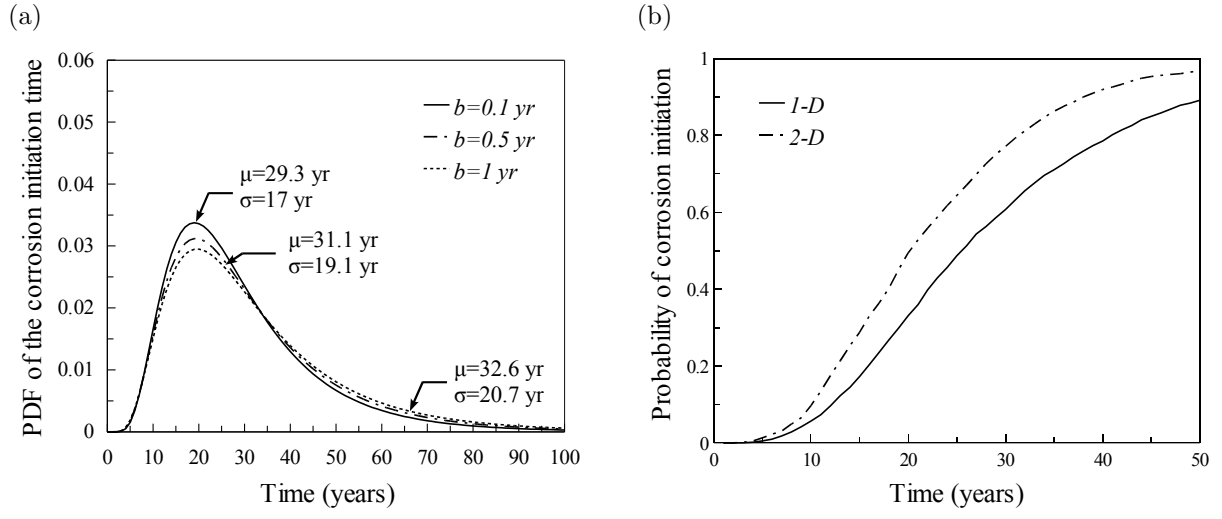 (a)
PDF of the corrosion initiation time
0.06
0.05
0.04
0.03
0.02
0.01
0
b=0.1 yr
b=0.5 yr
b=1 yr
μ=29.3 yr
σ=17 yr
μ=31.1 yr
σ=19.1 yr
μ=32.6 yr
σ=20.7 yr
0 10 20 30 40 50 60 70 80 90 100
Time (years)
(b)
Probability of corrosion initiation
1
0.8
0.6
0.4
0.2
0
1-D
2-D
0 10 20 30 40 50
Time (years)